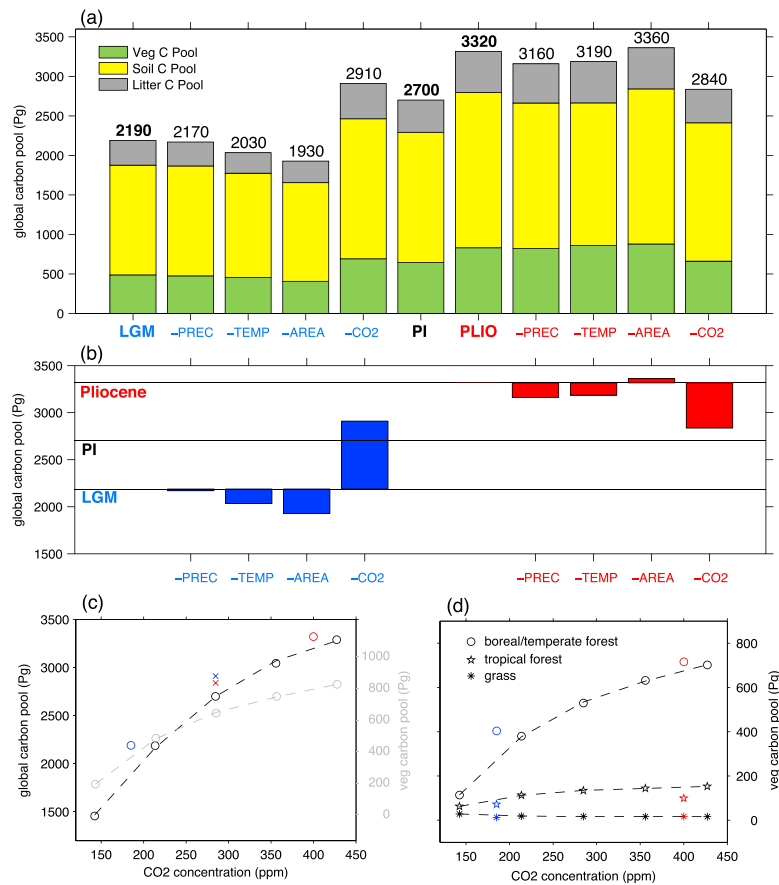 (a)
global carbon pool (Pg)
3500
3000
2500
2000
1500
1000
500
0
Veg C Pool
Soil C Pool
Litter C Pool
2190
2170
2030
1930
2910
2700
3320
3160
3190
3360
2840
LGM
–PREC
–TEMP
–AREA
–CO2
PI
PLIO
–PREC
–TEMP
–AREA
–CO2
(b)
global carbon pool (Pg)
3500
3000
2500
2000
1500
Pliocene
PI
LGM
–PREC
–TEMP
–AREA
–CO2
–PREC
–TEMP
–AREA
–CO2
(c)
global carbon pool (Pg)
3500
3000
2500
2000
1500
1000
800
600
400
200
0
veg carbon pool (Pg)
150
200
250
300
350
400
450
CO2 concentration (ppm)
(d)
boreal/temperate forest
tropical forest
grass
800
600
400
200
0
veg carbon pool (Pg)
150
200
250
300
350
400
450
CO2 concentration (ppm)